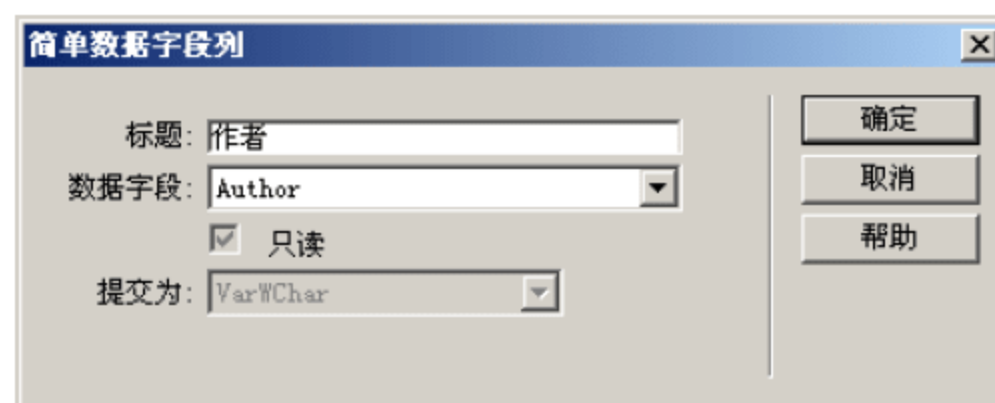 简单数据字段列
标题: 作者
数据字段: Author
只读
提交为: VarWChar
确定
取消
帮助